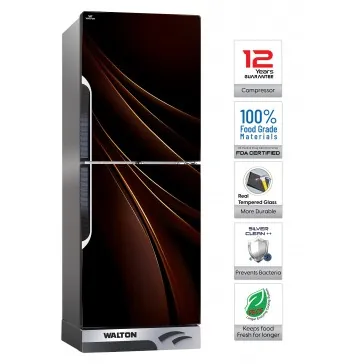 12
Years
GUARANTEE
Compressor
100%
Food Grade
Materials
FDA CERTIFIED
Real
Tempered Glass
More Durable
SILVER
CLEAN ++
Prevents Bacteria
Keeps food
Fresh for longer
WALTON